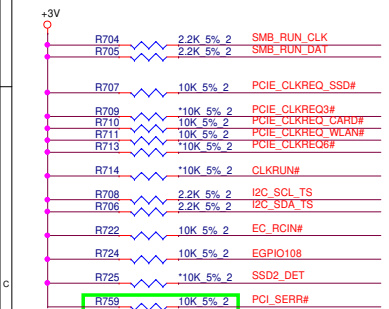 +3V
R704 2.2K_5%_2 SMB_RUN_CLK
R705 2.2K_5%_2 SMB_RUN_DAT
R707 10K_5%_2 PCIE_CLKREQ_SSD#
R709 *10K_5%_2 PCIE_CLKREQ3#
R710 10K_5%_2 PCIE_CLKREQ_CARD#
R711 10K_5%_2 PCIE_CLKREQ_WLAN#
R713 *10K_5%_2 PCIE_CLKREQ6#
R714 *10K_5%_2 CLKRUN#
R708 2.2K_5%_2 I2C_SCL_TS
R706 2.2K_5%_2 I2C_SDA_TS
R722 10K_5%_2 EC_RCIN#
R724 10K_5%_2 EGPIO108
R725 *10K_5%_2 SSD2_DET
C
R759 10K_5%_2 PCI_SERR#